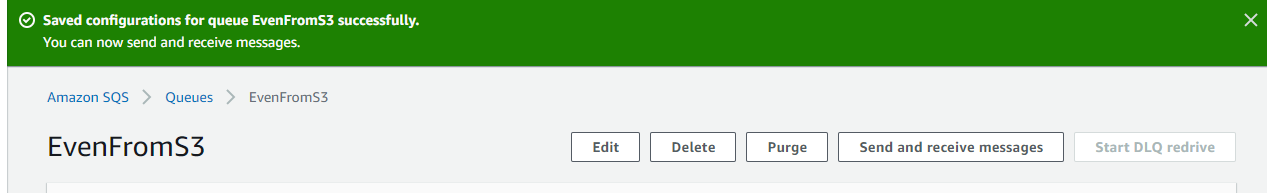 Saved configurations for queue EvenFromS3 successfully.
You can now send and receive messages.
Amazon SQS > Queues > EvenFromS3
EvenFromS3
Edit
Delete
Purge
Send and receive messages
Start DLQ redrive